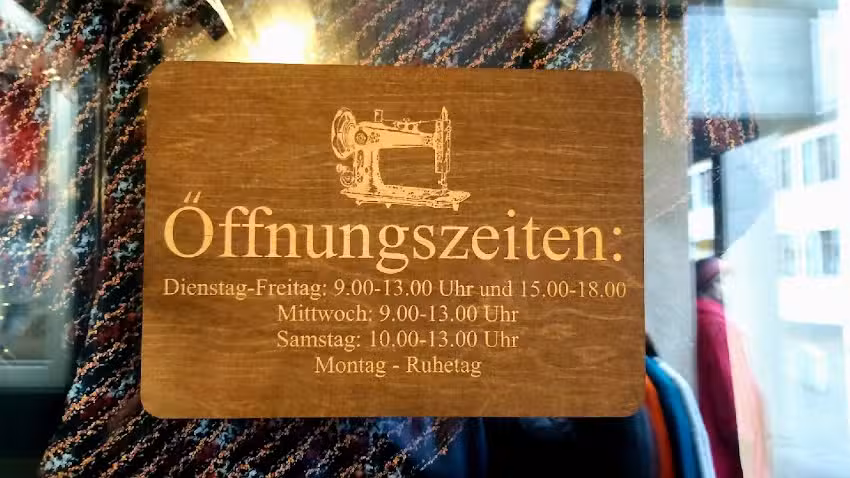 Öffnungszeiten:
Dienstag-Freitag: 9.00-13.00 Uhr und 15.00-18.00
Mittwoch: 9.00-13.00 Uhr
Samstag: 10.00-13.00 Uhr
Montag - Ruhetag